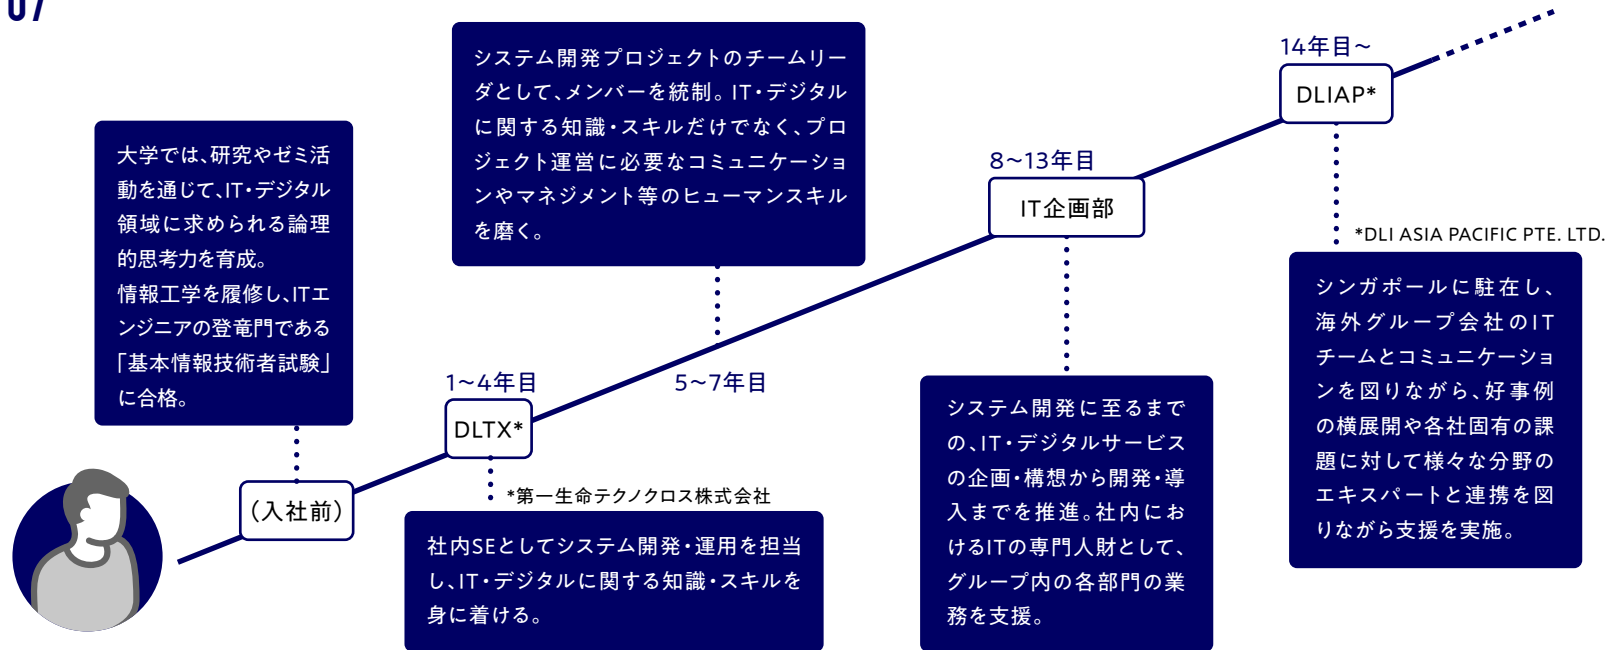 07
大学では、研究やゼミ活
動を通じて、IT・デジタル
領域に求められる論理
的思考力を育成。
情報工学を履修し、ITエ
ンジニアの登竜門である
「基本情報技術者試験」
に合格。
(入社前)
1~4年目
DLTX*
*第一生命テクノクロス株式会社
社内SEとしてシステム開発・運用を担当
し、IT・デジタルに関する知識・スキルを
身に着ける。
システム開発プロジェクトのチームリー
ダとして、メンバーを統制。IT・デジタル
に関する知識・スキルだけでなく、プロ
ジェクト運営に必要なコミュニケーショ
ンやマネジメント等のヒューマンスキル
を磨く。
5~7年目
8~13年目
IT企画部
システム開発に至るまで
の、IT・デジタルサービス
の企画・構想から開発・導
入までを推進。社内にお
けるITの専門人財として、
グループ内の各部門の業
務を支援。
14年目~
DLIAP*
*DLI ASIA PACIFIC PTE. LTD.
シンガポールに駐在し、
海外グループ会社のIT
チームとコミュニケーショ
ンを図りながら、好事例
の横展開や各社固有の課
題に対して様々な分野の
エキスパートと連携を図
りながら支援を実施。